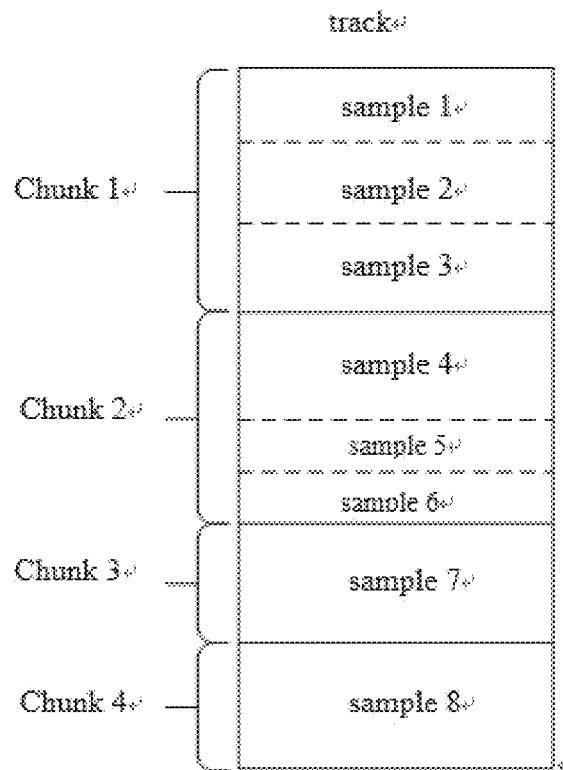 track
sample 1
Chunk 1
sample 2
sample 3
sample 4
Chunk 2
sample 5
samole 6
Chunk 3
sample 7
Chunk 4
sample 8